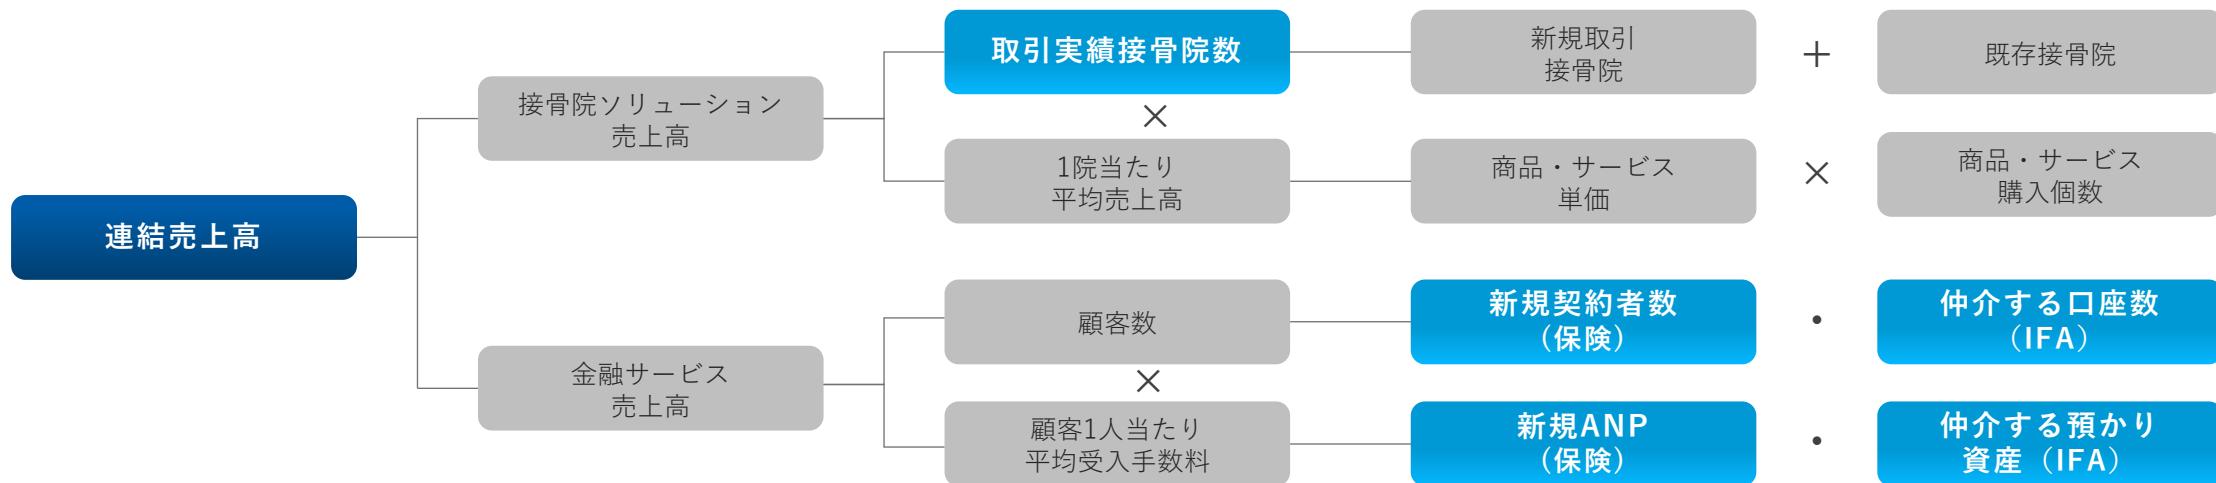 取引実績接骨院数
新規取引
接骨院
＋
既存接骨院
接骨院ソリューション
売上高
×
1院当たり
平均売上高
商品・サービス
単価
×
商品・サービス
購入個数
連結売上高
顧客数
新規契約者数
(保険)
・
仲介する口座数
（IFA）
金融サービス
売上高
×
顧客1人当たり
平均受入手数料
新規ANP
(保険)
・
仲介する預かり
資産（IFA）